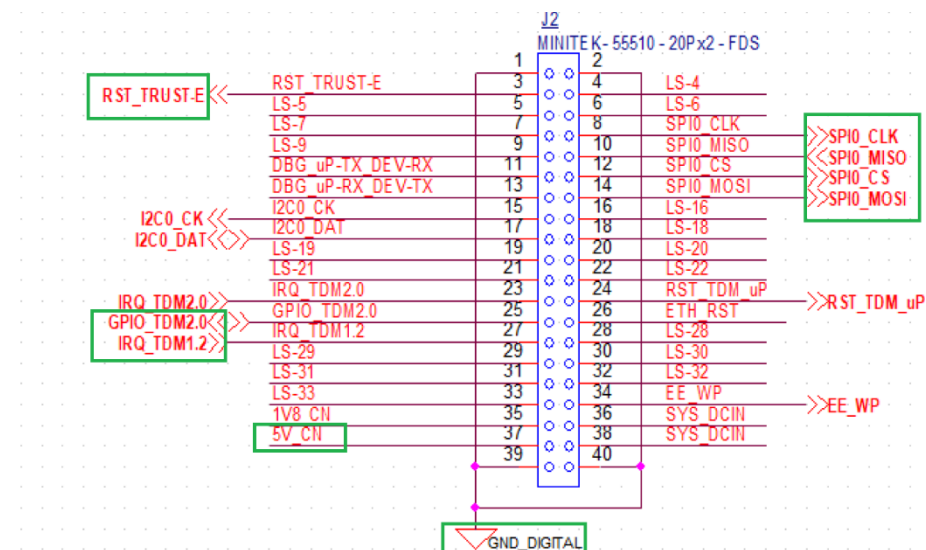 J2
MINITEK- 55510 - 20Px2 - FDS
1 2
RST_TRUST-E RST_TRUST-E 3 4 LS-4
LS-5 5 6 LS-6
LS-7 7 8 SPI0_CLK SPI0_CLK
LS-9 9 10 SPI0_MISO SPI0_MISO
DBG_uP-TX_DEV-RX 11 12 SPI0_CS SPI0_CS
DBG_uP-RX_DEV-TX 13 14 SPI0_MOSI SPI0_MOSI
I2C0_CK I2C0_CK 15 16 LS-16
I2C0_DAT I2C0_DAT 17 18 LS-18
LS-19 19 20 LS-20
LS-21 21 22 LS-22
IRQ_TDM2.0 IRQ_TDM2.0 23 24 RST_TDM_uP RST_TDM_uP
GPIO_TDM2.0 GPIO_TDM2.0 25 26 ETH_RST
IRQ_TDM1.2 IRQ_TDM1.2 27 28 LS-28
LS-29 29 30 LS-30
LS-31 31 32 LS-32
LS-33 33 34 EE_WP EE_WP
1V8_CN 35 36 SYS_DCIN
5V_CN 37 38 SYS_DCIN
39 40
GND_DIGITAL